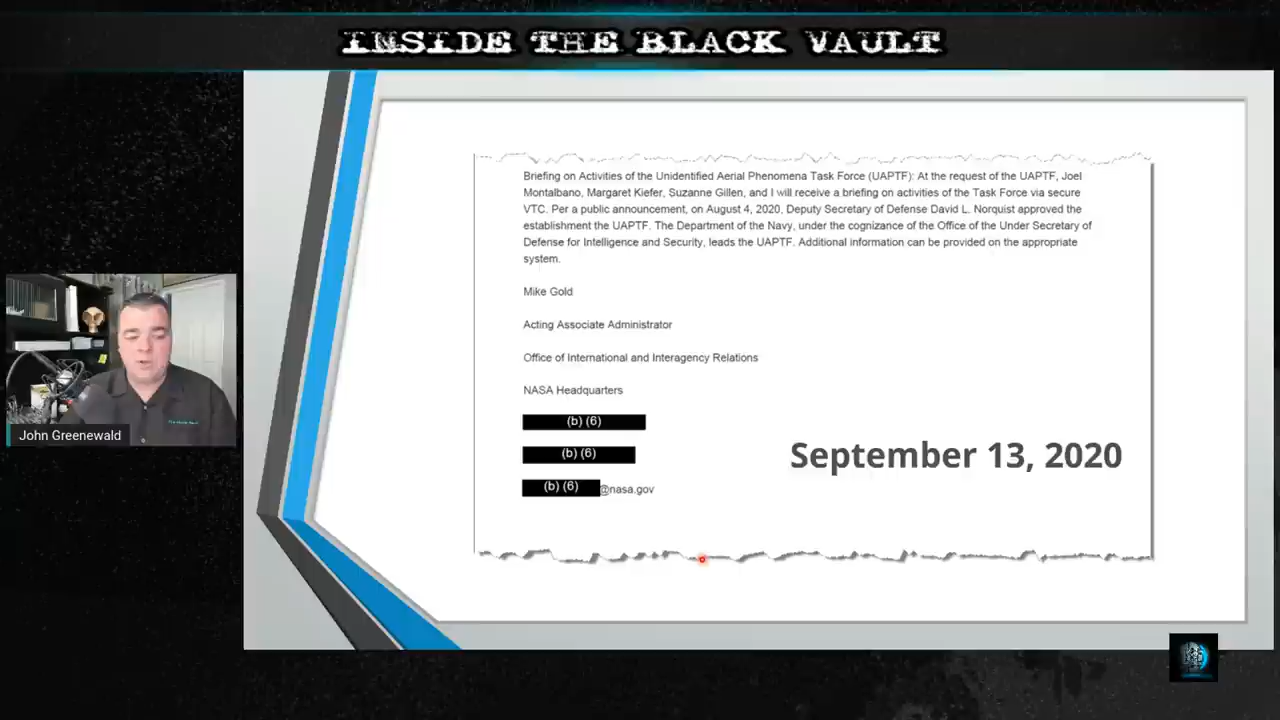 INSIDE THE BLACK VAULT
Briefing on Activities of the Unidentified Aerial Phenomena Task Force (UAPTF): At the request of the UAPTF, Joel
Montalbano, Margaret Kiefer, Suzanne Gillen, and I will receive a briefing on activities of the Task Force via secure
VTC. Per a public announcement, on August 4, 2020, Deputy Secretary of Defense David L. Norquist approved the
establishment the UAPTF. The Department of the Navy, under the cognizance of the Office of the Under Secretary of
Defense for Intelligence and Security, leads the UAPTF. Additional information can be provided on the appropriate
system.
Mike Gold
Acting Associate Administrator
Office of International and Interagency Relations
NASA Headquarters
(b) (6)
(b) (6)
(b) (6) @nasa.gov
September 13, 2020
John Greenewald